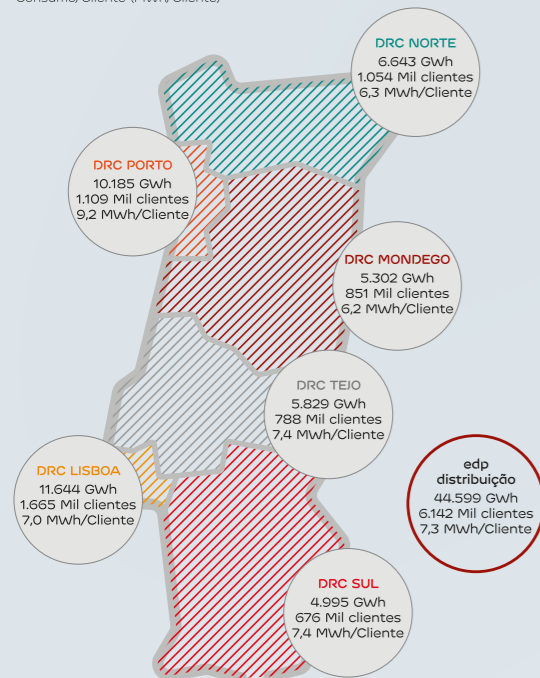 Consumo/Cliente (MWh/Cliente)
DRC NORTE
6.643 GWh
1.054 Mil clientes
6,3 MWh/Cliente
DRC PORTO
10.185 GWh
1.109 Mil clientes
9,2 MWh/Cliente
DRC MONDEGO
5.302 GWh
851 Mil clientes
6,2 MWh/Cliente
DRC TEJO
5.829 GWh
788 Mil clientes
7,4 MWh/Cliente
DRC LISBOA
11.644 GWh
1.665 Mil clientes
7,0 MWh/Cliente
edp
distribuição
44.599 GWh
6.142 Mil clientes
7,3 MWh/Cliente
DRC SUL
4.995 GWh
676 Mil clientes
7,4 MWh/Cliente